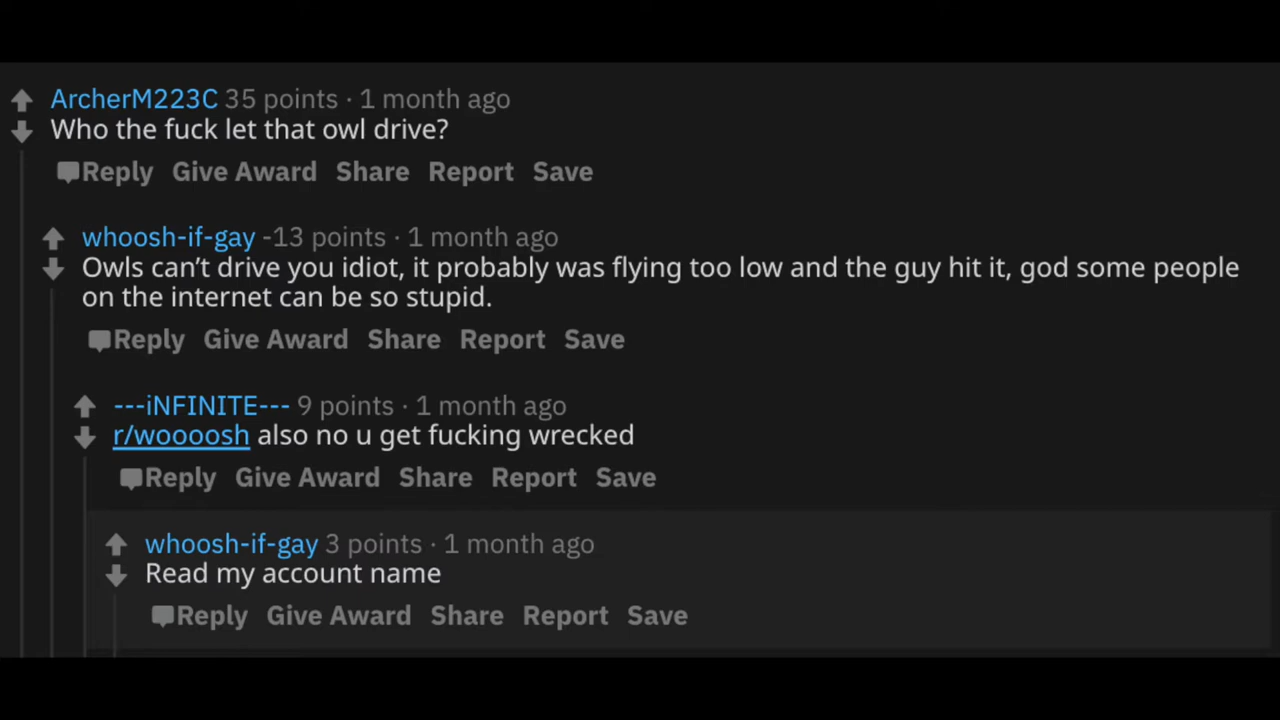 ArcherM223C 35 points · 1 month ago
Who the fuck let that owl drive?
Reply Give Award Share Report Save
whoosh-if-gay -13 points · 1 month ago
Owls can't drive you idiot, it probably was flying too low and the guy hit it, god some people
on the internet can be so stupid.
Reply Give Award Share Report Save
---iNFINITE--- 9 points · 1 month ago
r/woooosh also no u get fucking wrecked
Reply Give Award Share Report Save
whoosh-if-gay 3 points · 1 month ago
Read my account name
Reply Give Award Share Report Save